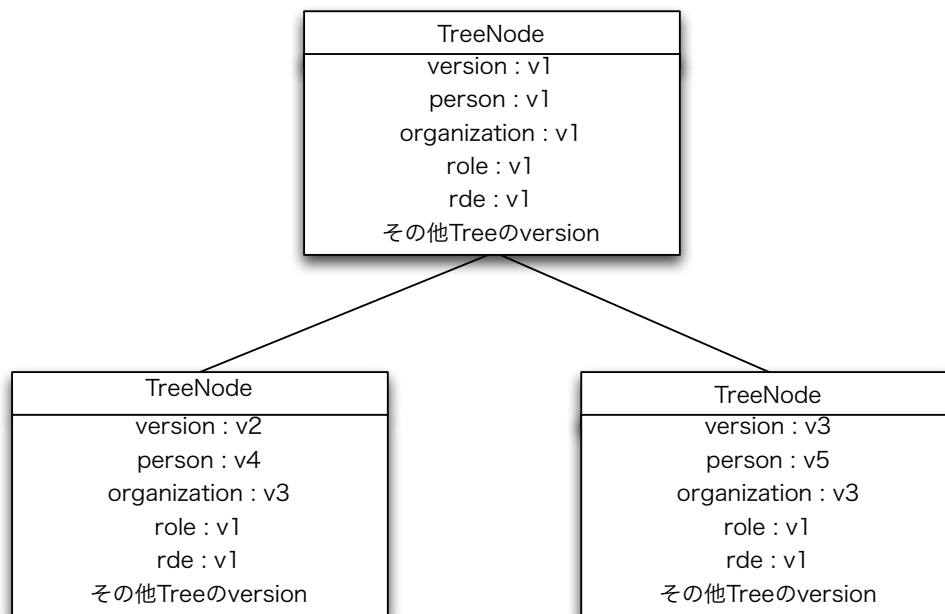 TreeNode
version : v1
person : v1
organization : v1
role : v1
rde : v1
その他Treeのversion
TreeNode
version : v2
person : v4
organization : v3
role : v1
rde : v1
その他Treeのversion
TreeNode
version : v3
person : v5
organization : v3
role : v1
rde : v1
その他Treeのversion